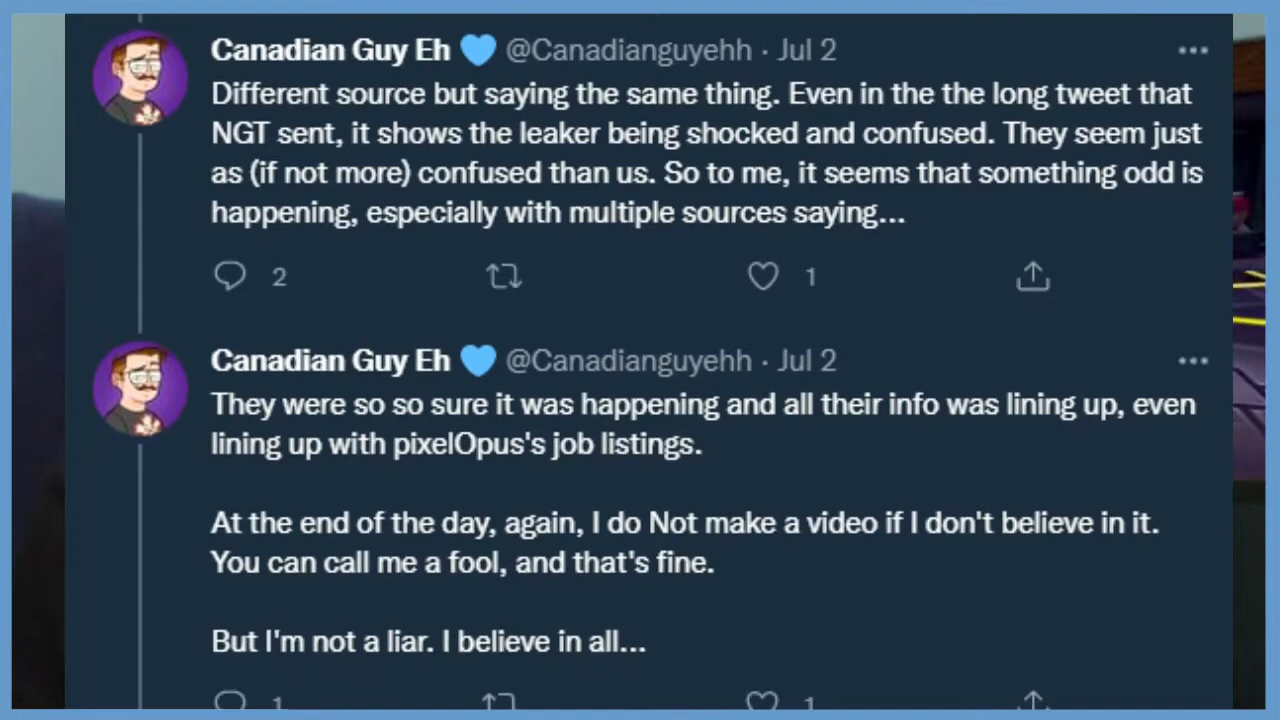 Canadian Guy Eh 💙 @Canadianguyehh · Jul 2
Different source but saying the same thing. Even in the the long tweet that
NGT sent, it shows the leaker being shocked and confused. They seem just
as (if not more) confused than us. So to me, it seems that something odd is
happening, especially with multiple sources saying...
2 1
Canadian Guy Eh 💙 @Canadianguyehh · Jul 2
They were so so sure it was happening and all their info was lining up, even
lining up with pixelOpus's job listings.
At the end of the day, again, I do Not make a video if I don't believe in it.
You can call me a fool, and that's fine.
But I'm not a liar. I believe in all...
1 1